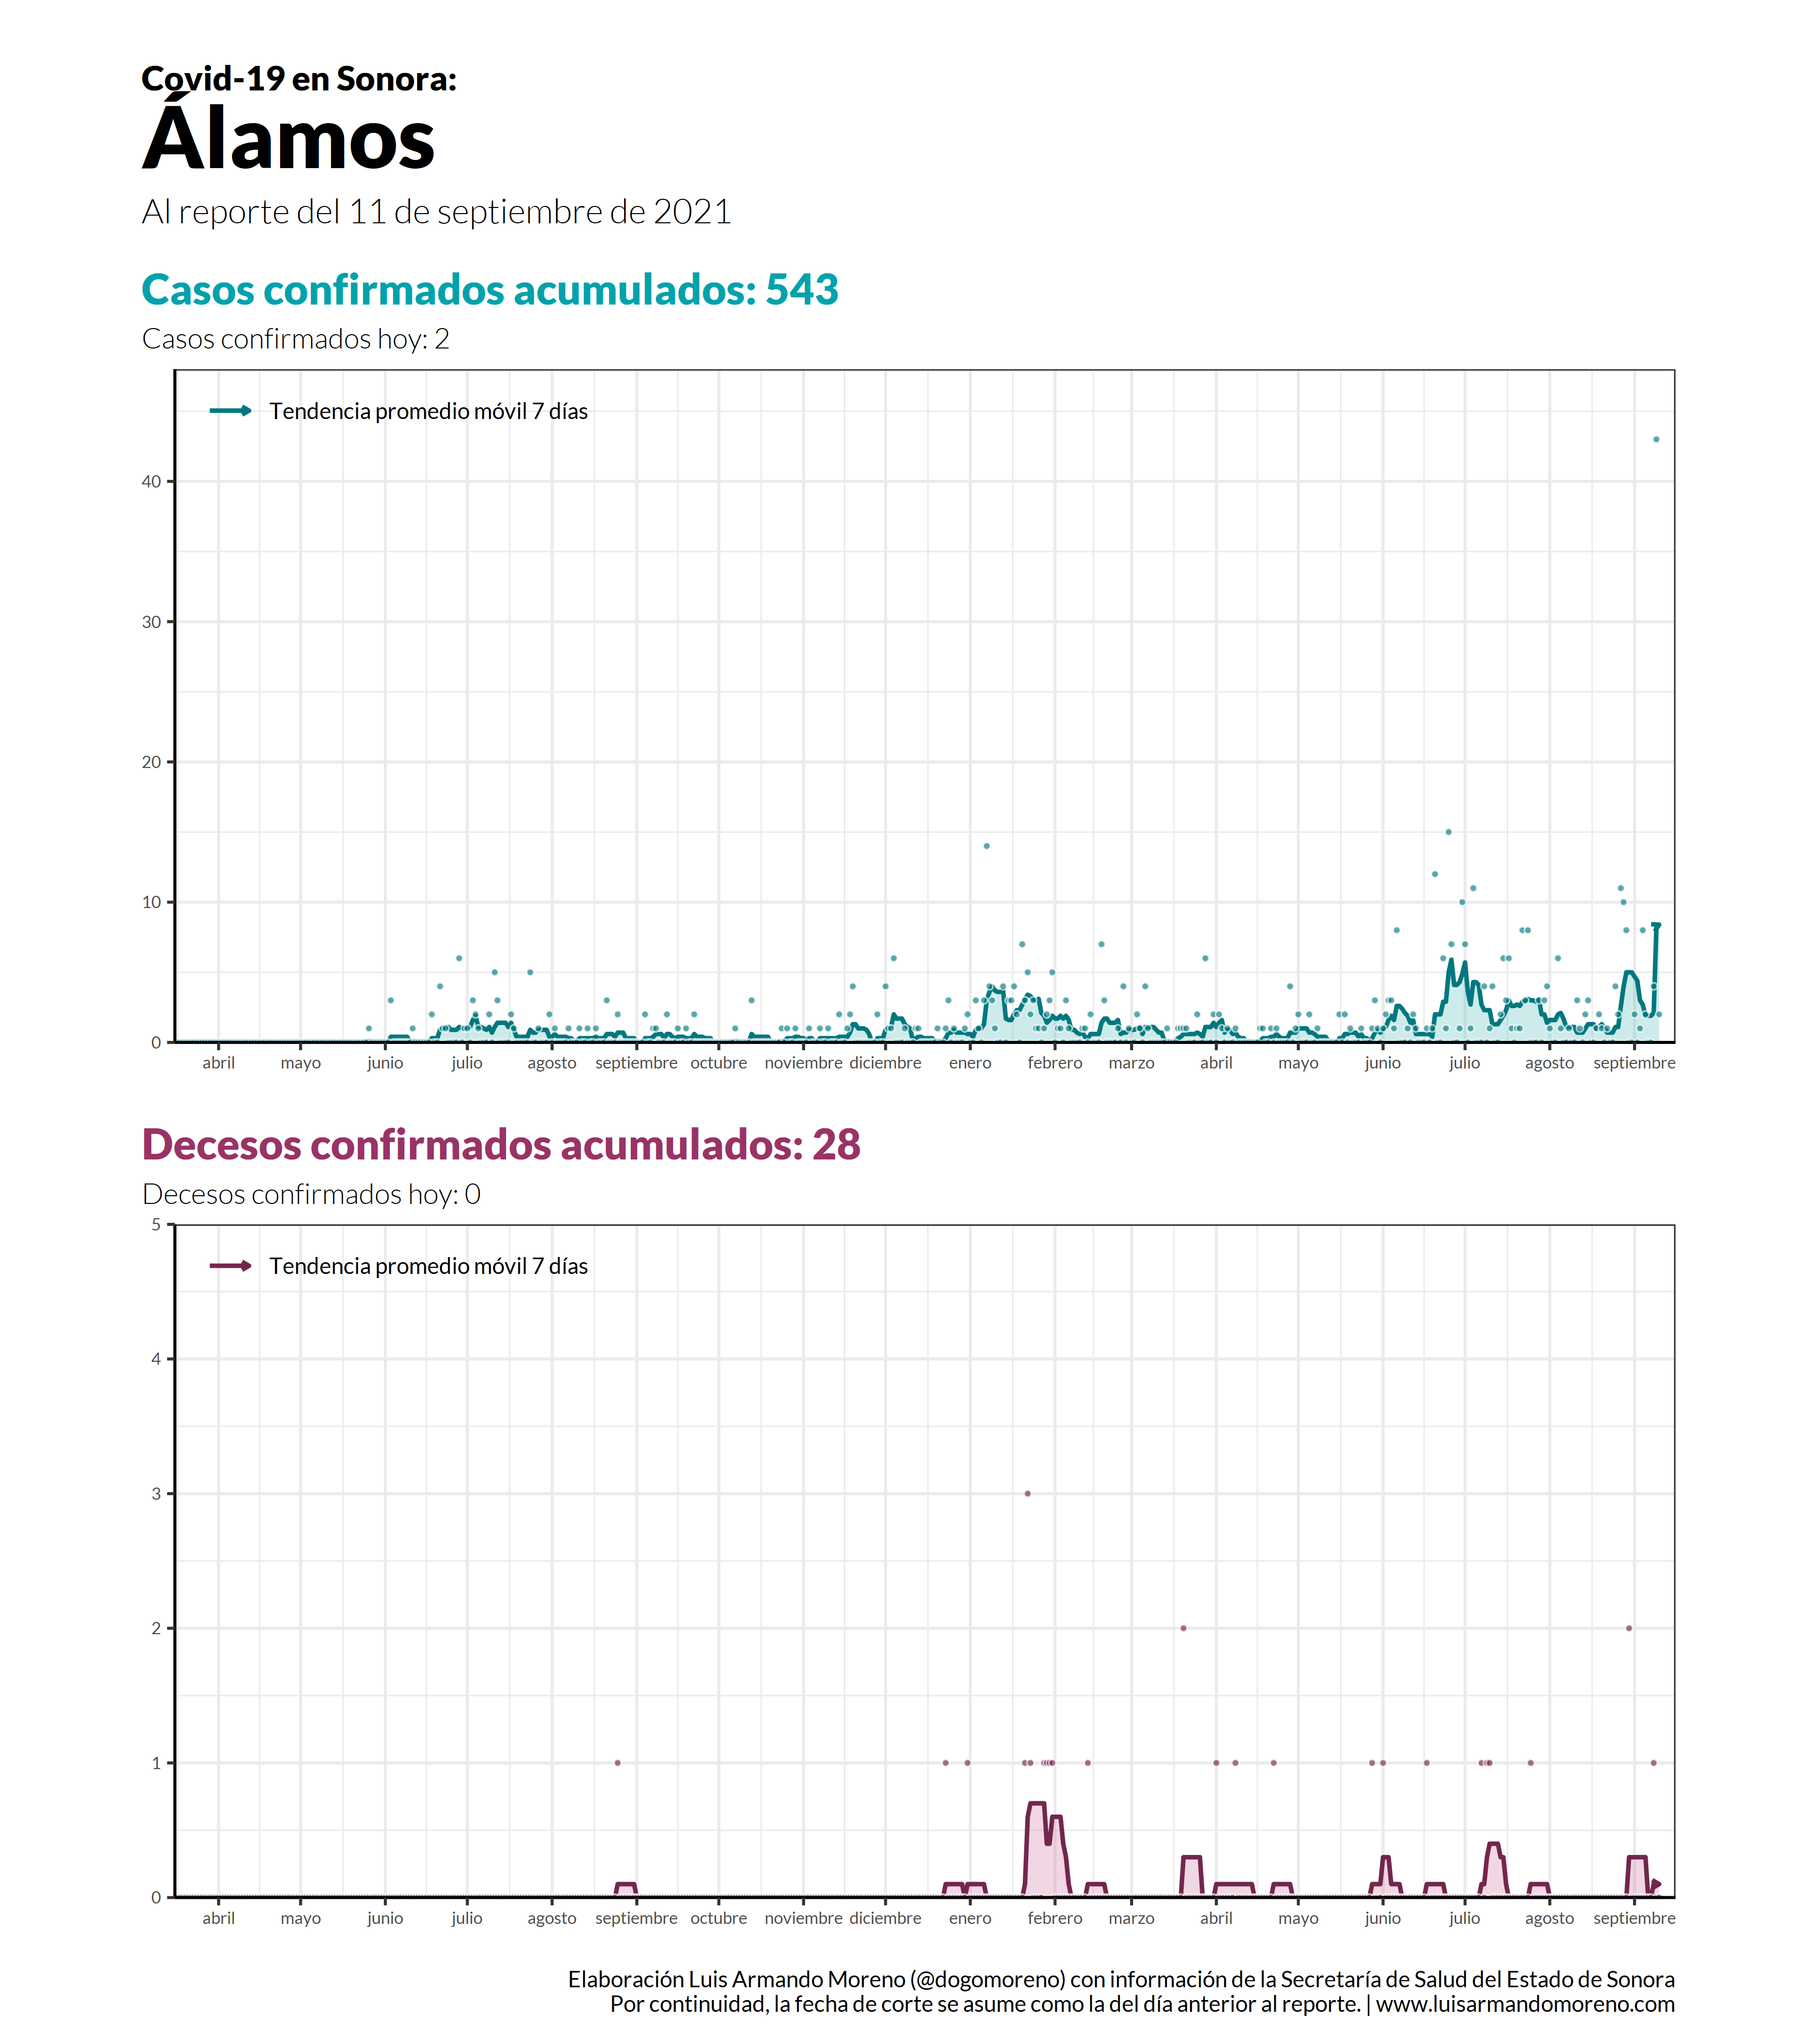 Covid-19 en Sonora:
Álamos
Al reporte del 11 de septiembre de 2021
Casos confirmados acumulados: 543
Casos confirmados hoy: 2
Tendencia promedio móvil 7 días
40
30
20
10
0
abril mayo junio julio agosto septiembre octubre noviembre diciembre enero febrero marzo abril mayo junio julio agosto septiembre
Decesos confirmados acumulados: 28
Decesos confirmados hoy: 0
5
Tendencia promedio móvil 7 días
4
3
2
1
0
abril mayo junio julio agosto septiembre octubre noviembre diciembre enero febrero marzo abril mayo junio julio agosto septiembre
Elaboración Luis Armando Moreno (@dogomoreno) con información de la Secretaría de Salud del Estado de Sonora
Por continuidad, la fecha de corte se asume como la del día anterior al reporte. | www.luisarmandomoreno.com